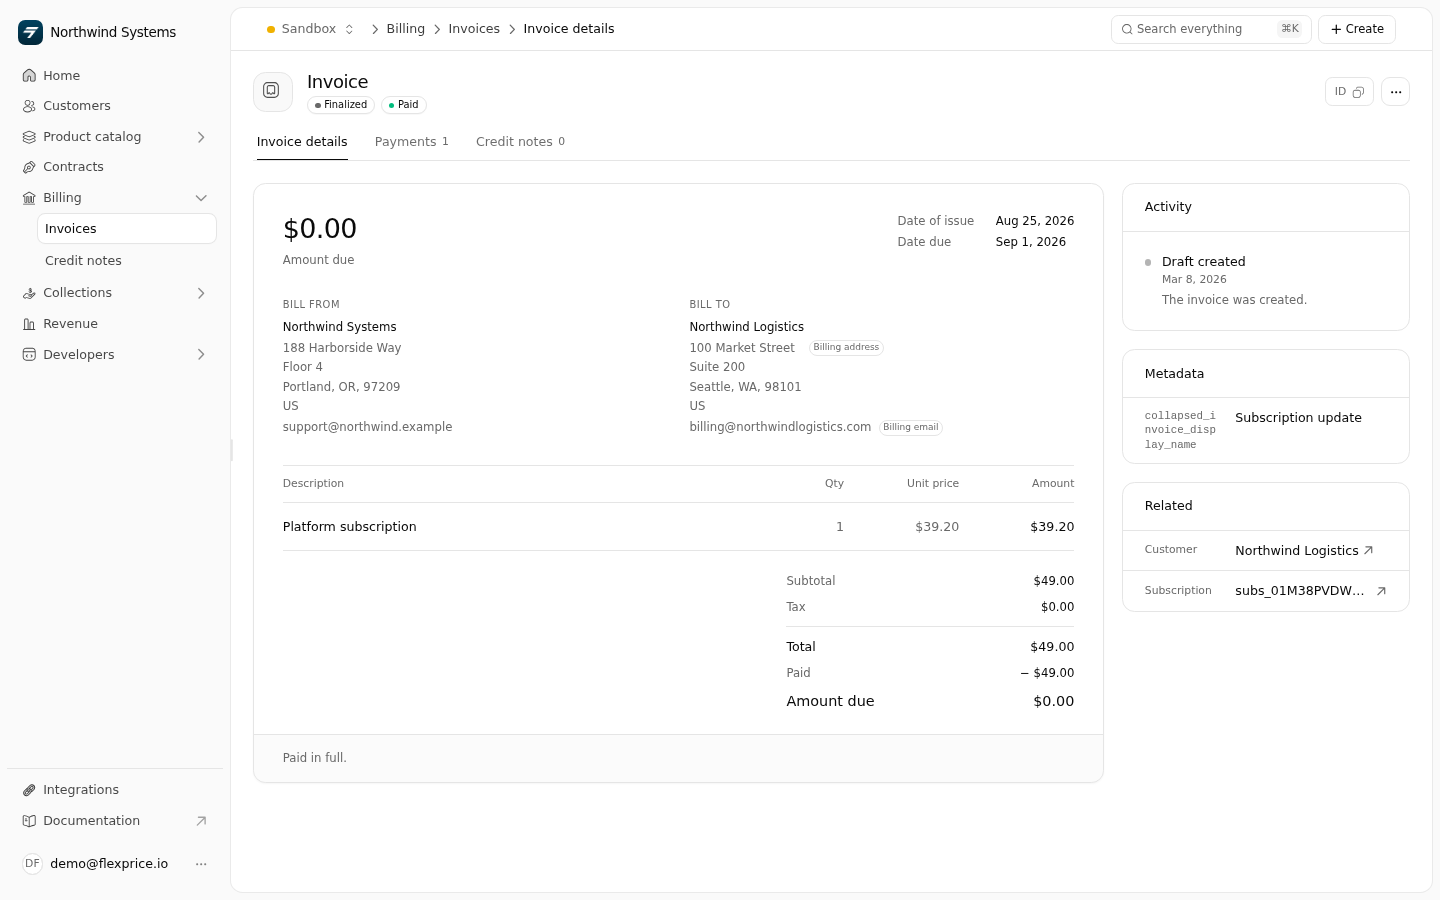 Northwind Systems
Home
Customers
Product catalog
Contracts
Billing
Invoices
Credit notes
Collections
Revenue
Developers
Integrations
Documentation
DF demo@flexprice.io
Sandbox Billing Invoices Invoice details
Search everything ⌘K
+ Create
Invoice
Finalized Paid
ID
Invoice details Payments 1 Credit notes 0
$0.00
Amount due
Date of issue Aug 25, 2026
Date due Sep 1, 2026
BILL FROM
Northwind Systems
188 Harborside Way
Floor 4
Portland, OR, 97209
US
support@northwind.example
BILL TO
Northwind Logistics
100 Market Street Billing address
Suite 200
Seattle, WA, 98101
US
billing@northwindlogistics.com Billing email
Description Qty Unit price Amount
Platform subscription 1 $39.20 $39.20
Subtotal $49.00
Tax $0.00
Total $49.00
Paid − $49.00
Amount due $0.00
Paid in full.
Activity
Draft created
Mar 8, 2026
The invoice was created.
Metadata
collapsed_i
nvoice_disp
lay_name
Subscription update
Related
Customer Northwind Logistics
Subscription subs_01M38PVDW...